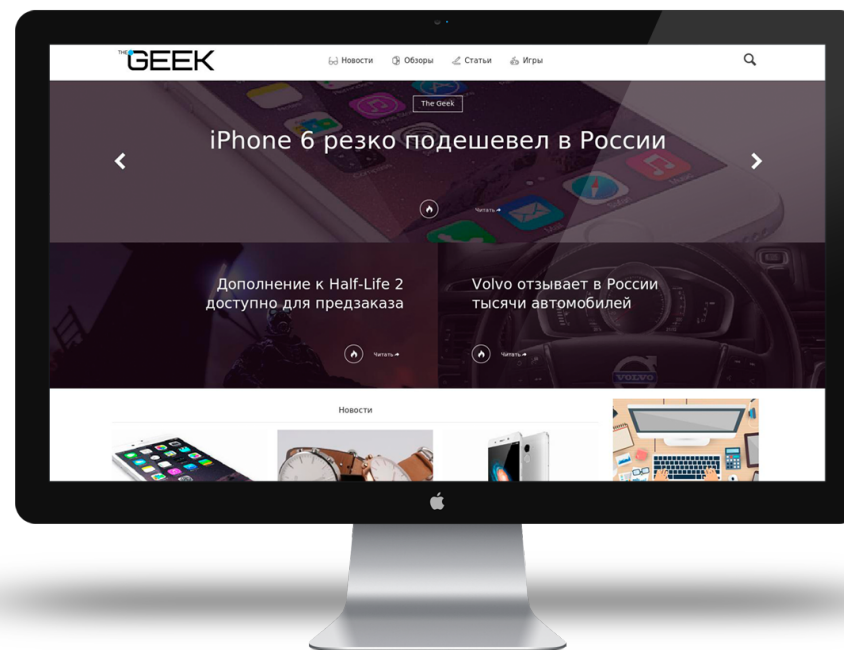 THE GEEK
Новости Обзоры Статьи Игры
The Geek
iPhone 6 резко подешевел в России
Читать
Дополнение к Half-Life 2
доступно для предзаказа
Читать
Volvo отзывает в России
тысячи автомобилей
Читать
VOLVO
Новости